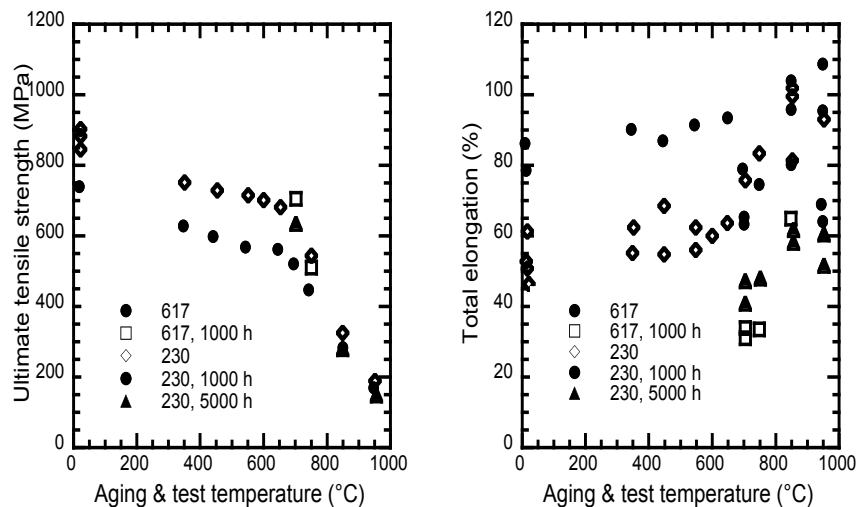 Ultimate tensile strength (MPa)
1200
1000
800
600
400
200
0
617
617, 1000 h
230
230, 1000 h
230, 5000 h
0 200 400 600 800 1000
Aging & test temperature (°C)
Total elongation (%)
120
100
80
60
40
20
0
617
617, 1000 h
230
230, 1000 h
230, 5000 h
0 200 400 600 800 1000
Aging & test temperature (°C)